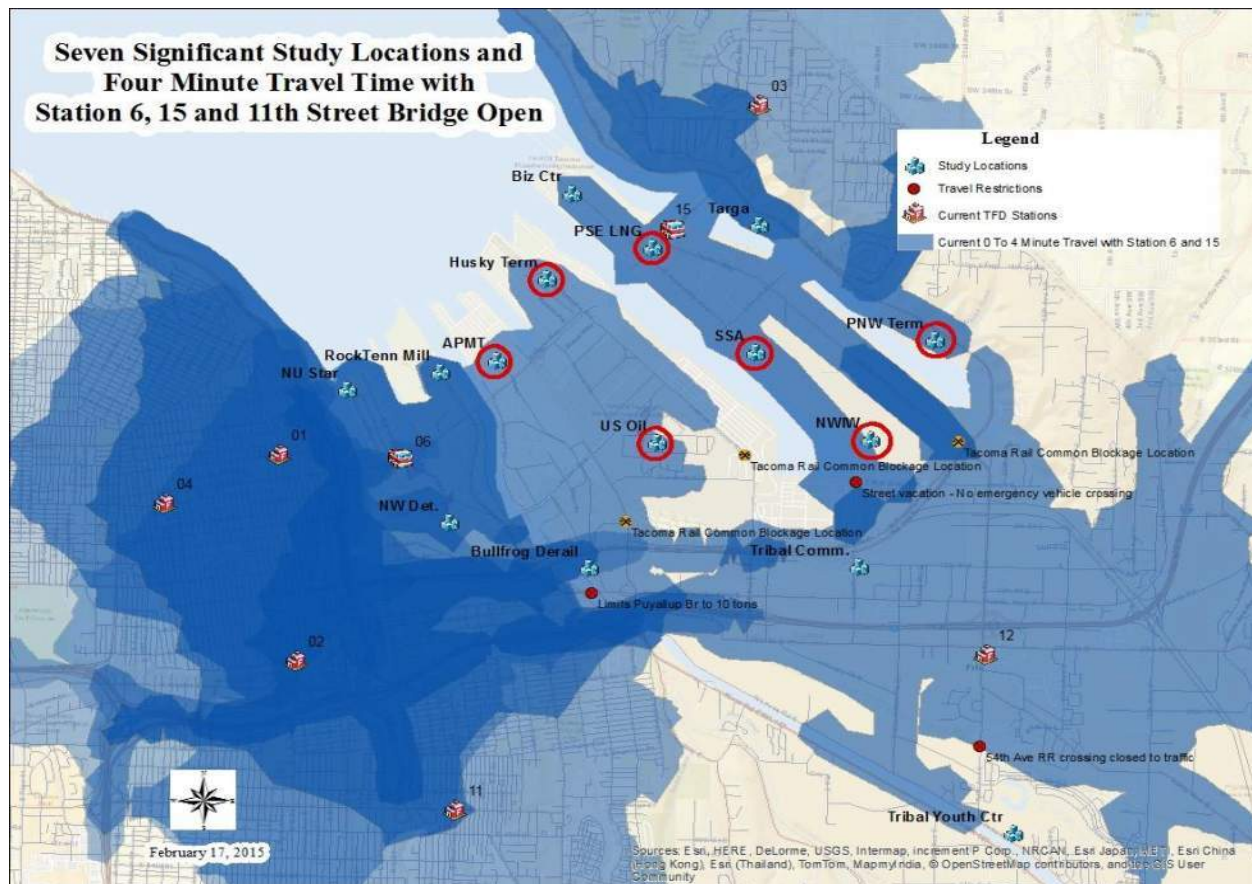 Seven Significant Study Locations and
Four Minute Travel Time with
Station 6, 15 and 11th Street Bridge Open
03
Legend
Study Locations
Travel Restrictions
Current TFD Stations
Current 0 To 4 Minute Travel with Station 6 and 15
Biz Ctr
15
Targa
PSE LNG
Husky Term
PNW Term
SSA
APMT
RockTenn Mill
NU Star
US Oil
NWIW
01
06
Tacoma Rail Common Blockage Location
Tacoma Rail Common Blockage Location
Street vacation - No emergency vehicle crossing
04
NW Det.
Tacoma Rail Common Blockage Location
Bullfrog Derail
Tribal Comm.
Limits Puyallup Br to 10 tons
02
12
54th Ave RR crossing closed to traffic
11
Tribal Youth Ctr
February 17, 2015
Sources: Esri, HERE, DeLorme, USGS, Intermap, increment P Corp., NRCAN, Esri Japan, METI, Esri China
(Hong Kong), Esri (Thailand), TomTom, MapmyIndia, © OpenStreetMap contributors, and the GIS User
Community